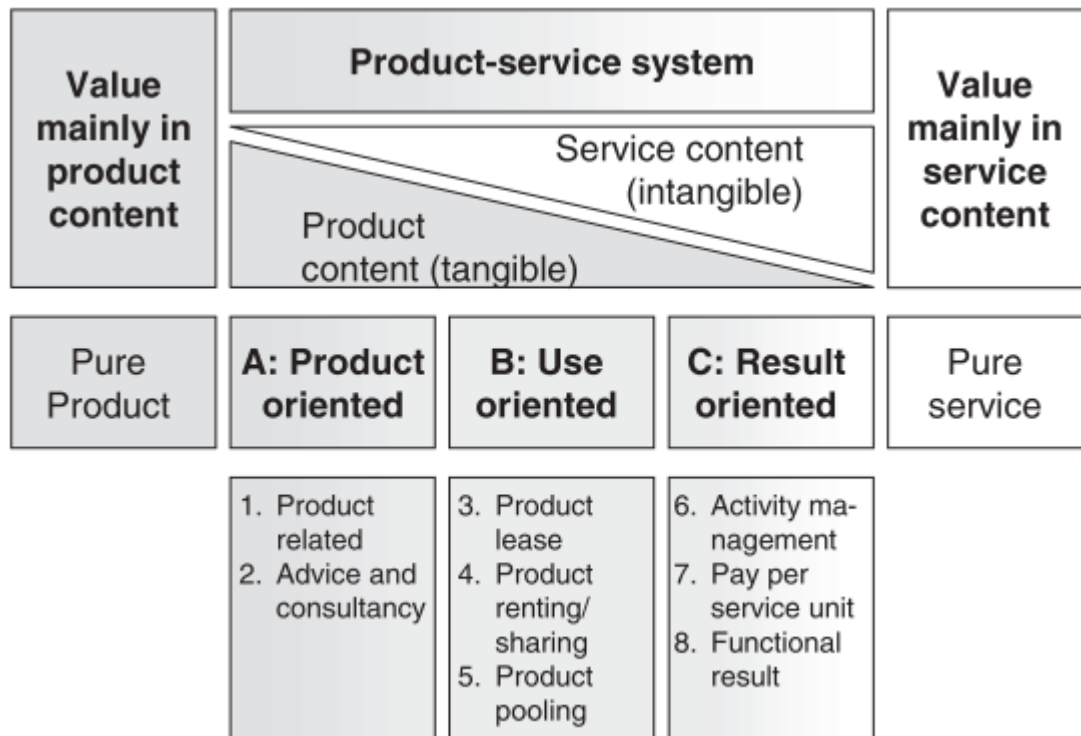 Value
mainly in
product
content
Product-service system
Service content
(intangible)
Product
content (tangible)
Value
mainly in
service
content
Pure
Product
A: Product
oriented
B: Use
oriented
C: Result
oriented
Pure
service
1. Product
related
2. Advice and
consultancy
3. Product
lease
4. Product
renting/
sharing
5. Product
pooling
6. Activity ma-
nagement
7. Pay per
service unit
8. Functional
result